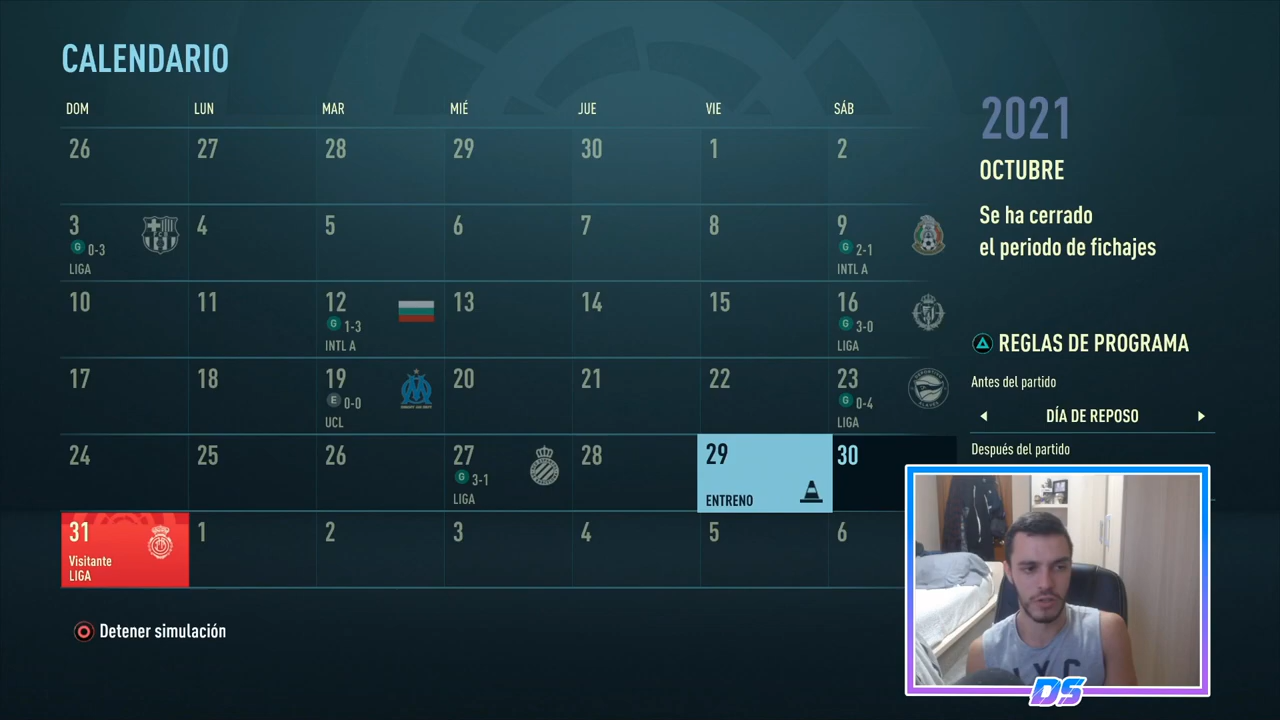 CALENDARIO
DOM LUN MAR MIÉ JUE VIE SÁB
26 27 28 29 30 1 2
3 4 5 6 7 8 9
G 0-3 G 2-1
LIGA INTL A
10 11 12 13 14 15 16
G 1-3 G 3-0
INTL A LIGA
17 18 19 20 21 22 23
E 0-0 G 0-4
UCL LIGA
24 25 26 27 28 29 30
G 3-1
LIGA ENTRENO
31 1 2 3 4 5 6
Visitante
LIGA
Detener simulación
2021
OCTUBRE
Se ha cerrado
el periodo de fichajes
REGLAS DE PROGRAMA
Antes del partido
DÍA DE REPOSO
Después del partido
DS